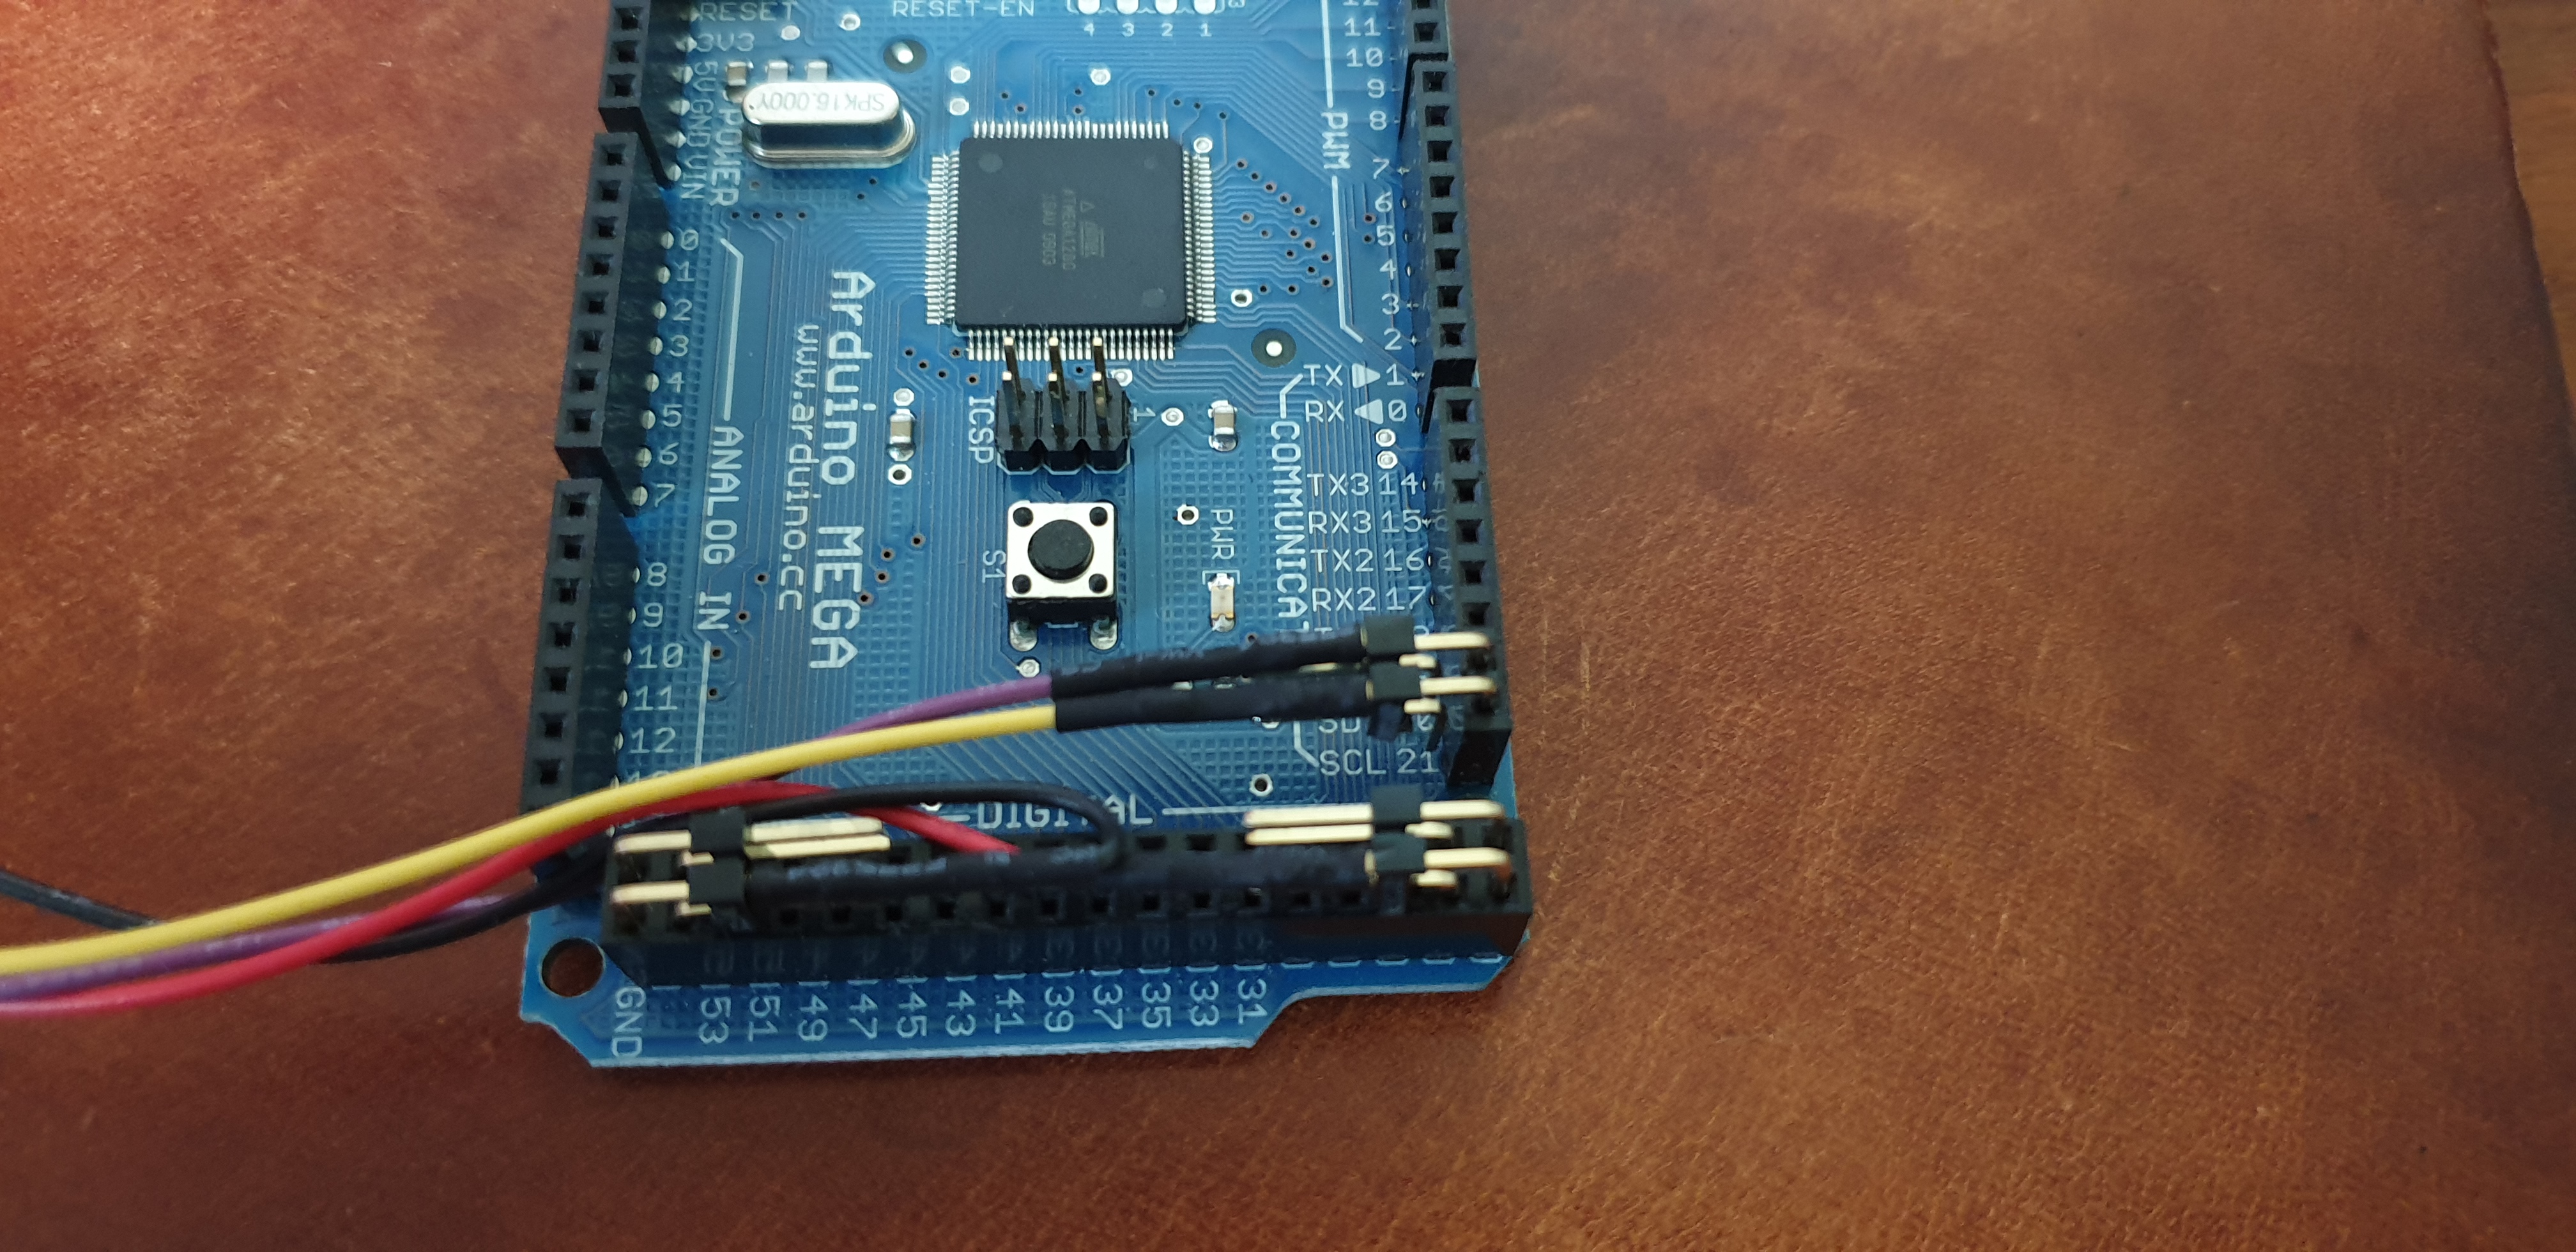 RESET
RESET-EN
4 3 2 1
3V3
5V
GND
VIN
POWER
SPK16.000Y
11
10
9
8
PWM
7
6
5
4
3
2
TX 1
RX 0
COMMUNICA
TX3 14
RX3 15
TX2 16
RX2 17
SCL 21
ATMEGA1280
16AU 0903
0
1
2
3
4
5
6
7
ANALOG IN
8
9
10
11
12
Arduino MEGA
www.arduino.cc
ICSP
1
S1
PWR
DIGITAL
GND
53
51
49
47
45
43
41
39
37
35
33
31